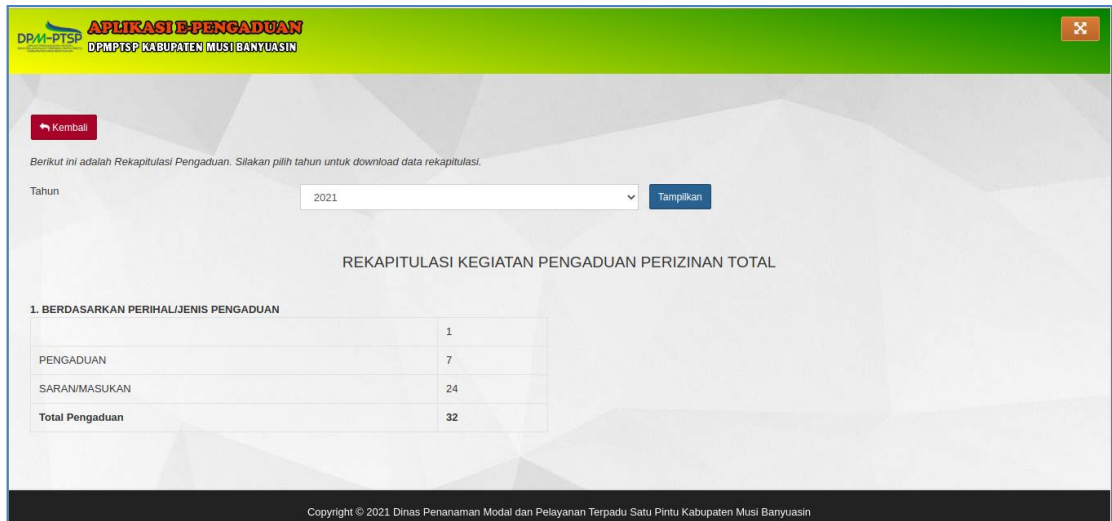 DPM-PTSP
APLIKASI E-PENGADUAN
DPMPTSP KABUPATEN MUSI BANYUASIN
Kembali
Berikut ini adalah Rekapitulasi Pengaduan. Silakan pilih tahun untuk download data rekapitulasi.
Tahun 2021 Tampilkan
REKAPITULASI KEGIATAN PENGADUAN PERIZINAN TOTAL
1. BERDASARKAN PERIHAL/JENIS PENGADUAN
1
PENGADUAN 7
SARAN/MASUKAN 24
Total Pengaduan 32
Copyright © 2021 Dinas Penanaman Modal dan Pelayanan Terpadu Satu Pintu Kabupaten Musi Banyuasin